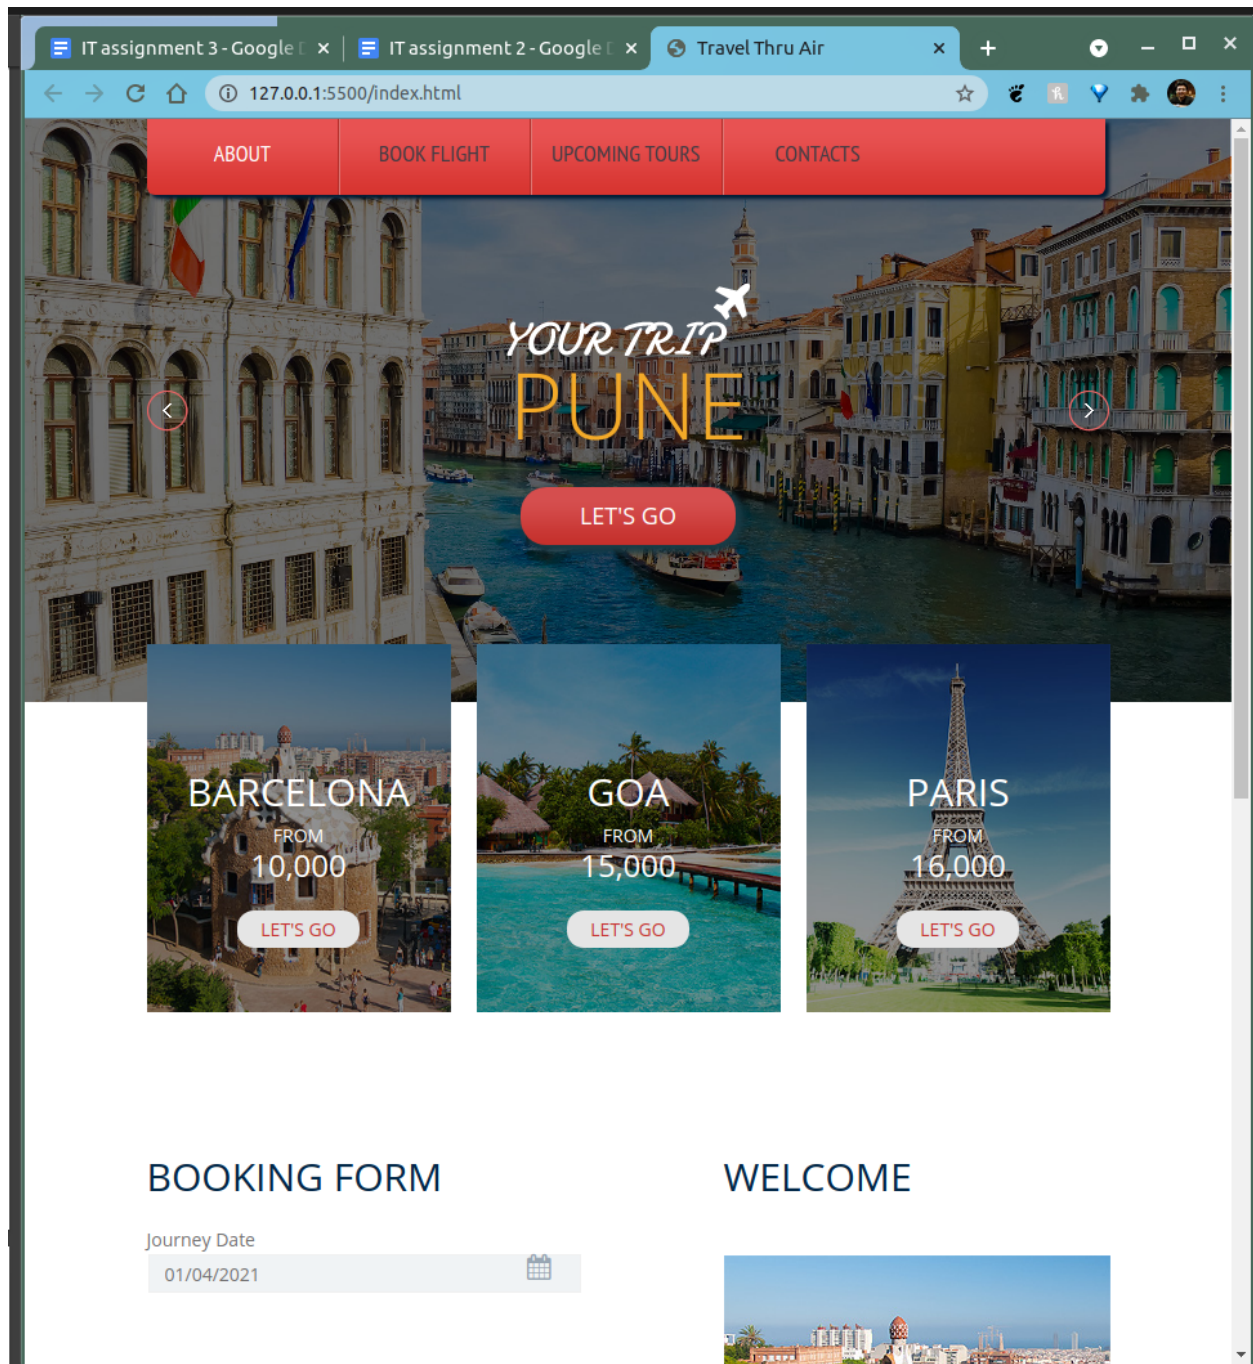 IT assignment 3 - Google
IT assignment 2 - Google
Travel Thru Air
127.0.0.1:5500/index.html
ABOUT
BOOK FLIGHT
UPCOMING TOURS
CONTACTS
YOUR TRIP
PUNE
LET'S GO
BARCELONA
FROM
10,000
LET'S GO
GOA
FROM
15,000
LET'S GO
PARIS
FROM
16,000
LET'S GO
BOOKING FORM
Journey Date
01/04/2021
WELCOME